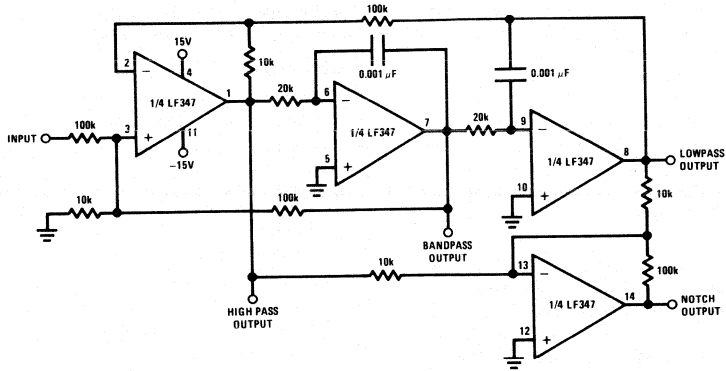 100k
15V
2
−
4
10k
0.001 µF
0.001 µF
1/4 LF347
1
20k
6
−
7
20k
9
−
100k
3
+
11
1/4 LF347
1/4 LF347
8
INPUT
LOWPASS
OUTPUT
−15V
5
+
10
+
10k
10k
100k
BANDPASS
OUTPUT
10k
13
−
100k
1/4 LF347
14
NOTCH
OUTPUT
HIGH PASS
OUTPUT
12
+